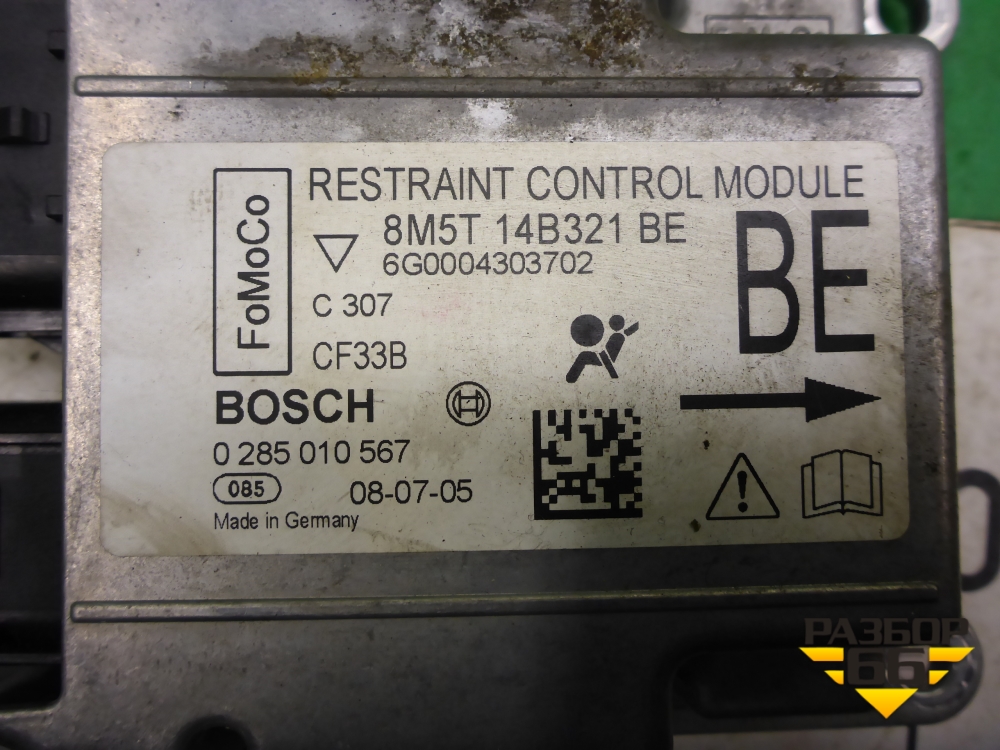 FoMoCo
RESTRAINT CONTROL MODULE
8M5T 14B321 BE
6G0004303702
BE
C 307
CF33B
BOSCH
0 285 010 567
085
08-07-05
Made in Germany
РАЗБОР
66